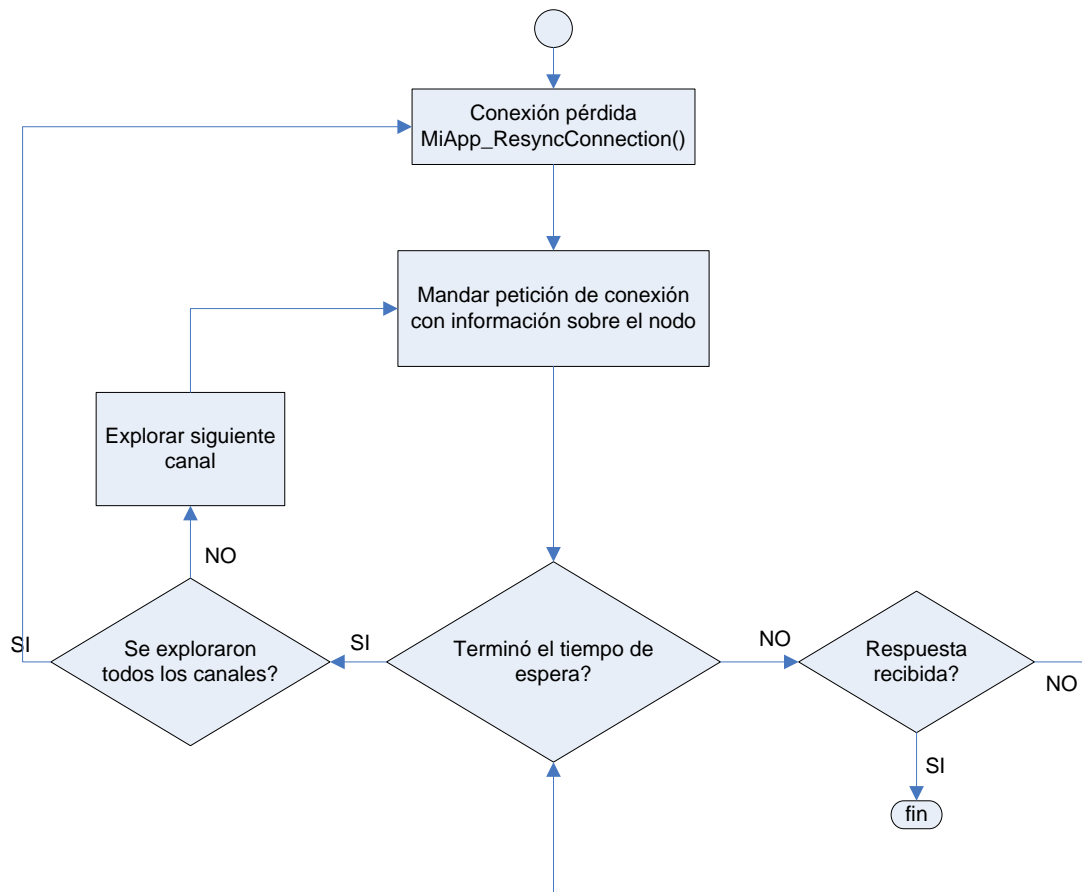 Conexión pérdida
MiApp_ResyncConnection()
Mandar petición de conexión
con información sobre el nodo
Explorar siguiente
canal
NO
Se exploraron
todos los canales?
SI
SI
Terminó el tiempo de
espera?
NO
Respuesta
recibida?
NO
SI
fin